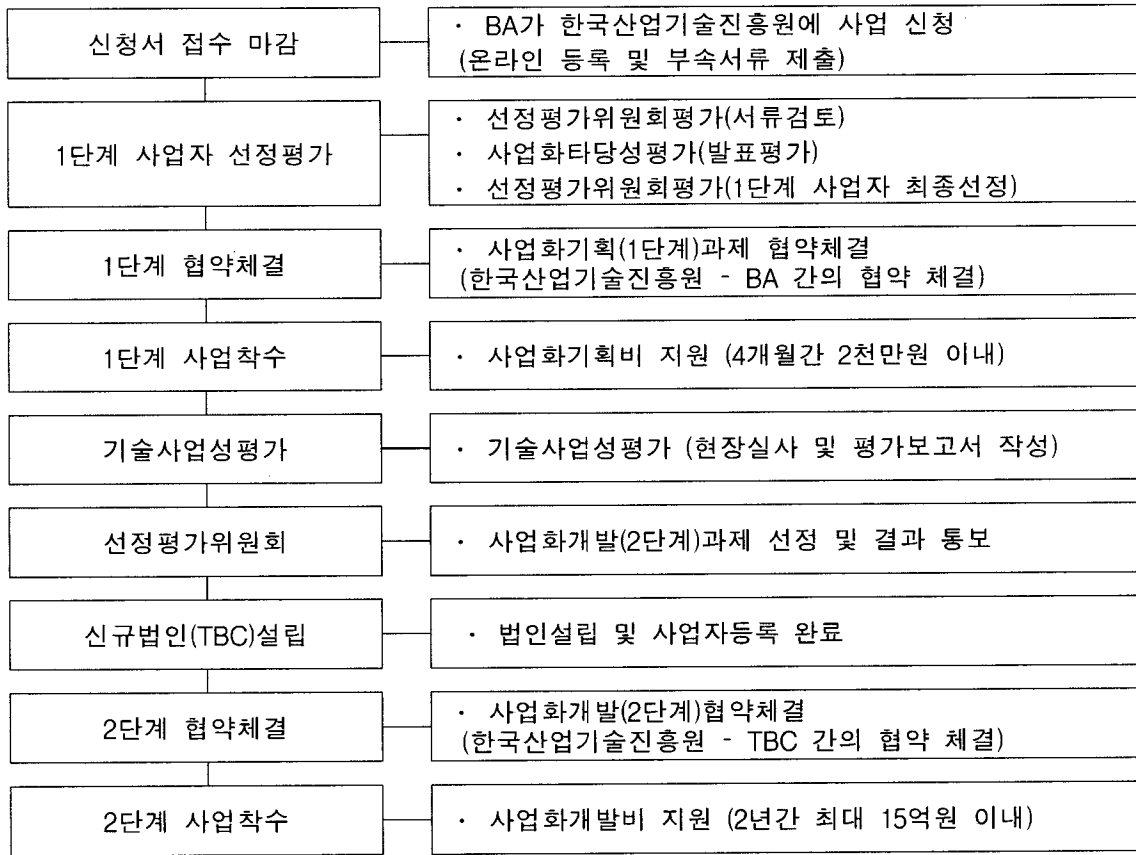 신청서 접수 마감
· BA가 한국산업기술진흥원에 사업 신청
(온라인 등록 및 부속서류 제출)
1단계 사업자 선정평가
· 선정평가위원회평가(서류검토)
· 사업화타당성평가(발표평가)
· 선정평가위원회평가(1단계 사업자 최종선정)
1단계 협약체결
· 사업화기획(1단계)과제 협약체결
(한국산업기술진흥원 - BA 간의 협약 체결)
1단계 사업착수
· 사업화기획비 지원 (4개월간 2천만원 이내)
기술사업성평가
· 기술사업성평가 (현장실사 및 평가보고서 작성)
선정평가위원회
· 사업화개발(2단계)과제 선정 및 결과 통보
신규법인(TBC)설립
· 법인설립 및 사업자등록 완료
2단계 협약체결
· 사업화개발(2단계)협약체결
(한국산업기술진흥원 - TBC 간의 협약 체결)
2단계 사업착수
· 사업화개발비 지원 (2년간 최대 15억원 이내)